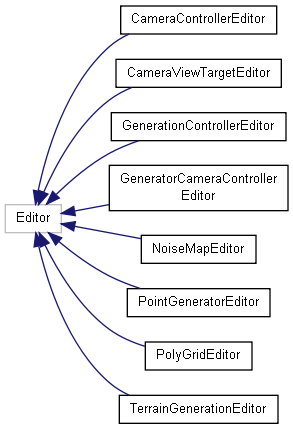 CameraControllerEditor
CameraViewTargetEditor
GenerationControllerEditor
GeneratorCameraController
Editor
Editor
NoiseMapEditor
PointGeneratorEditor
PolyGridEditor
TerrainGenerationEditor